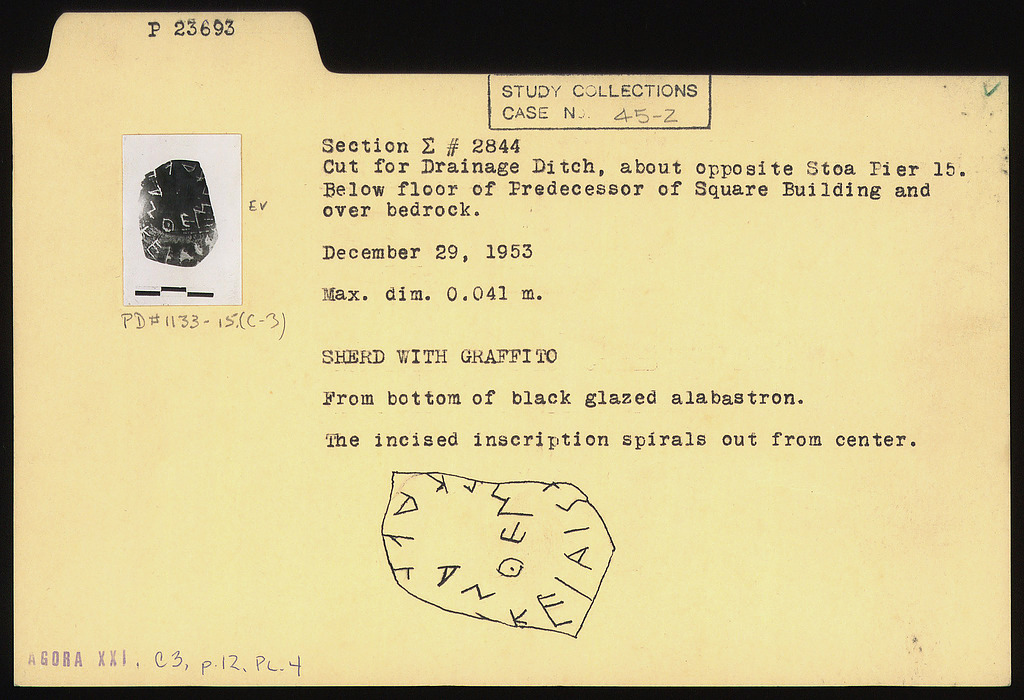 P 23693
STUDY COLLECTIONS
CASE No. 45-2
Section Σ # 2844
Cut for Drainage Ditch, about opposite Stoa Pier 15.
Below floor of Predecessor of Square Building and
over bedrock.
December 29, 1953
Max. dim. 0.041 m.
EV
PD#1133-15.(C-3)
SHERD WITH GRAFFITO
From bottom of black glazed alabastron.
The incised inscription spirals out from center.
AGORA XXI, C3, p.12, PL.4